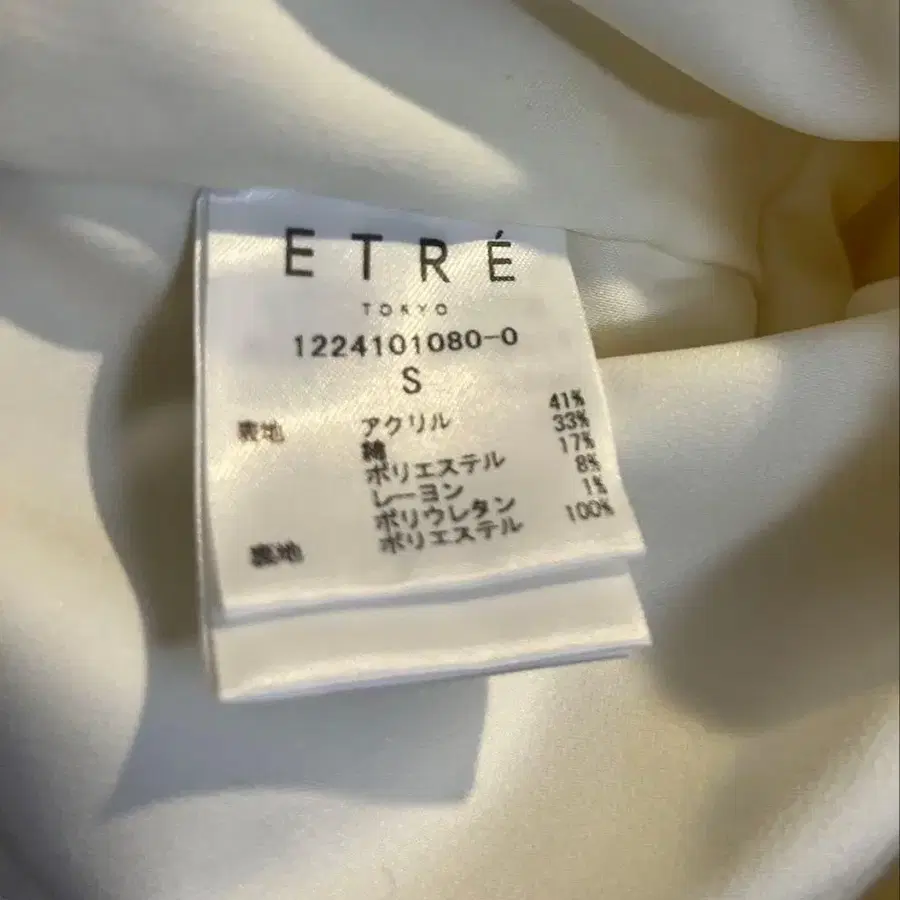 ETRÉ
TOKYO
1224101080-0
S
表地 アクリル 41%
綿 33%
ポリエステル 17%
レーヨン 8%
ポリウレタン 1%
裏地 ポリエステル 100%